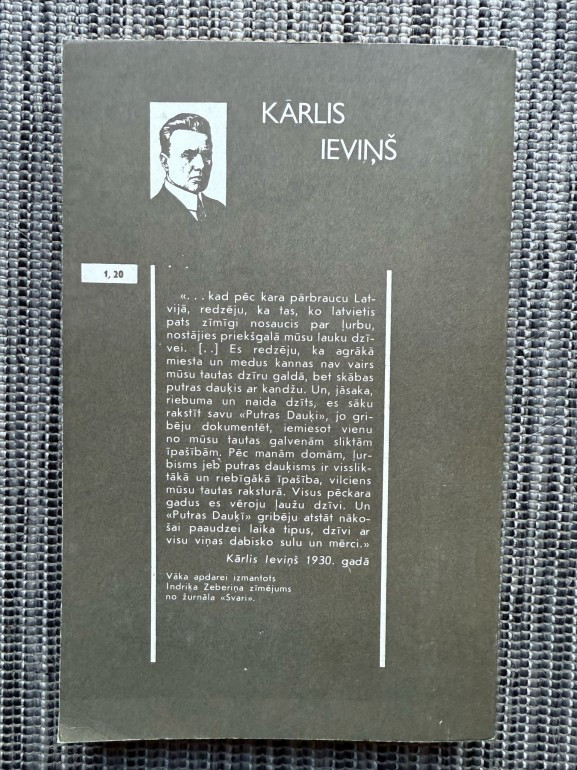 KĀRLIS
IEVIŅŠ
1,20
«. . . kad pēc kara pārbraucu Lat-
vijā, redzēju, ka tas, ko latvietis
pats zīmīgi nosaucis par ļurbu,
nostājies priekšgalā mūsu lauku dzī-
vei. [..] Es redzēju, ka agrākā
miesta un medus kannas nav vairs
mūsu tautas dzīru galdā, bet skābas
putras dauķis ar kandžu. Un, jāsaka,
riebuma un naida dzīts, es sāku
rakstīt savu «Putras Dauķi», jo gri-
bēju dokumentēt, iemiesot vienu
no mūsu tautas galvenām sliktām
īpašībām. Pēc manām domām, ļur-
bisms jeb putras dauķisms ir visslik-
tākā un riebīgākā īpašība, vilciens
mūsu tautas raksturā. Visus pēckara
gadus es vēroju ļaužu dzīvi. Un
«Putras Dauķī» gribēju atstāt nāko-
šai paaudzei laika tipus, dzīvi ar
visu viņas dabisko sulu un mērci.»
Kārlis Ieviņš 1930. gadā
Vāka apdarei izmantots
Indriķa Zeberiņa zīmējums
no žurnāla «Svari».